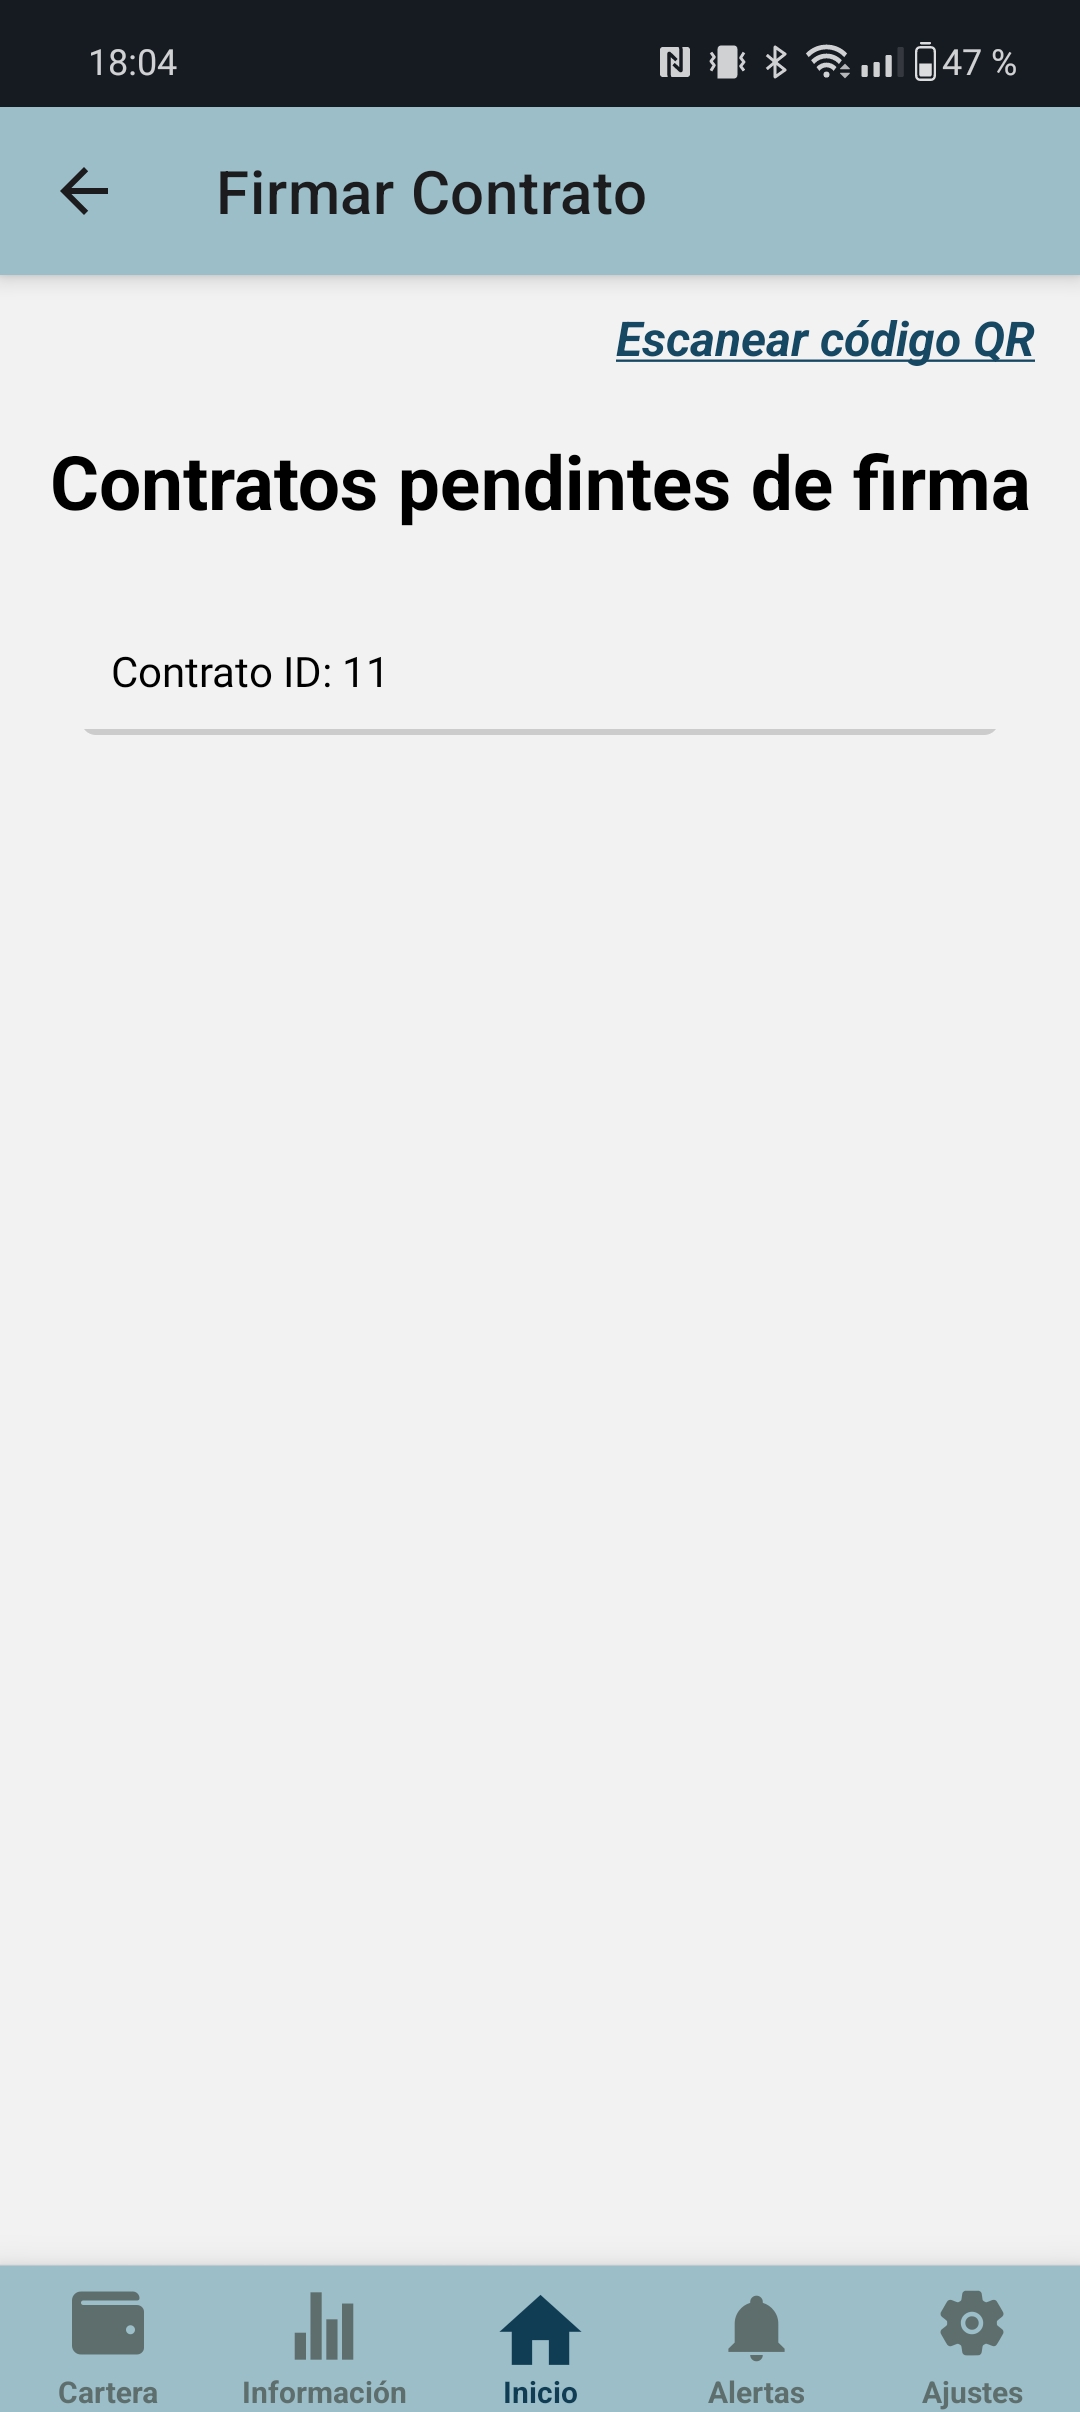 18:04 47 %
Firmar Contrato
Escanear código QR
Contratos pendintes de firma
Contrato ID: 11
Cartera Información Inicio Alertas Ajustes